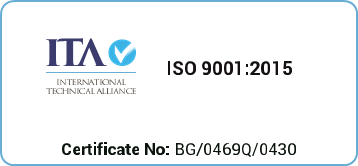 ITA
INTERNATIONAL
TECHNICAL ALLIANCE
ISO 9001:2015
Certificate No: BG/0469Q/0430